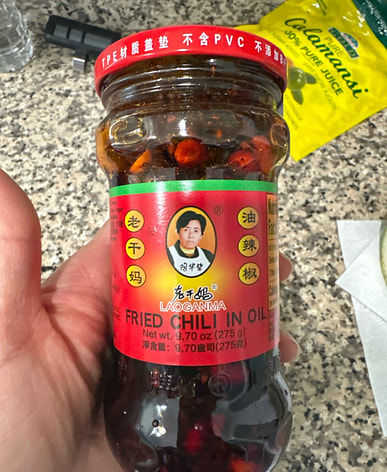 TPE材质盖垫 不含PVC 不添加
老干妈
油辣椒
陶华碧
老干妈®
LAOGANMA
FRIED CHILI IN OIL
Net wt. 9.70 oz (275 g)
淨含量: 9.70盎司(275克)
PURE
Calamansi
100% PURE JUICE